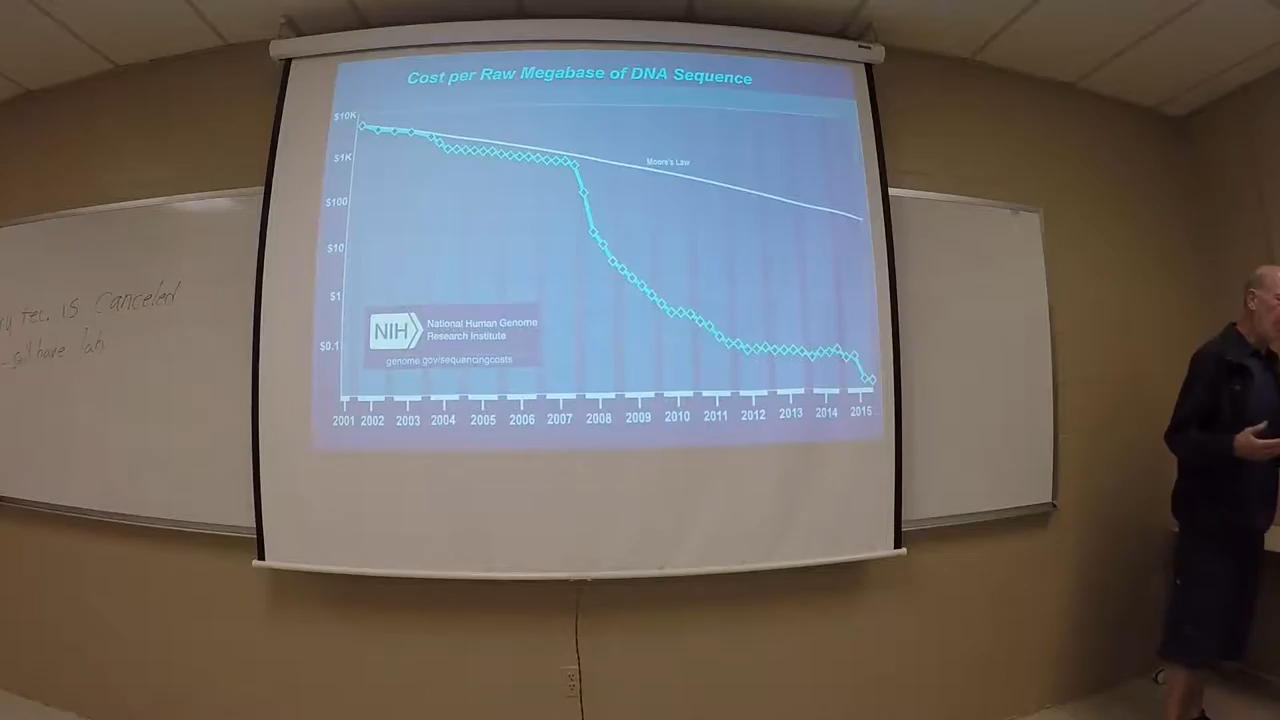 Cost per Raw Megabase of DNA Sequence
$10K
$1K
$100
$10
$1
$0.1
Moore's Law
NIH
National Human Genome
Research Institute
genome.gov/sequencingcosts
2001 2002 2003 2004 2005 2006 2007 2008 2009 2010 2011 2012 2013 2014 2015
IS Canceled
have lab